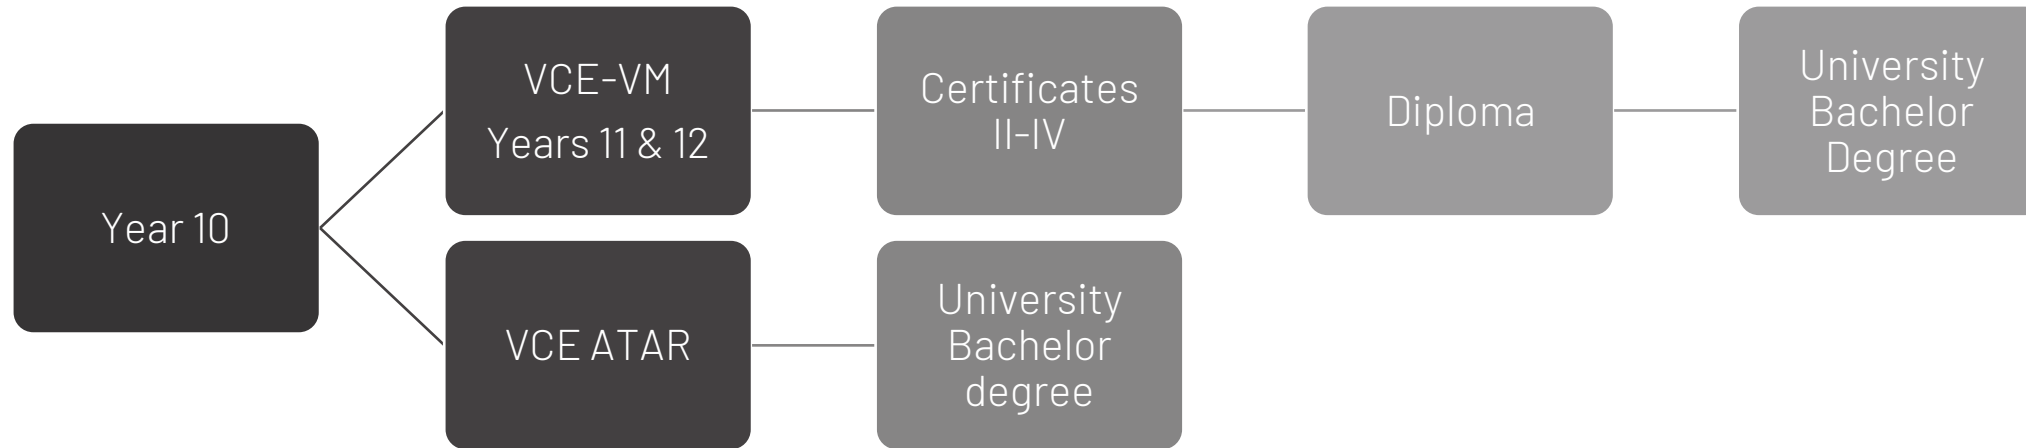 Year 10
VCE-VM
Years 11 & 12
Certificates
II-IV
Diploma
University
Bachelor
Degree
VCE ATAR
University
Bachelor
degree